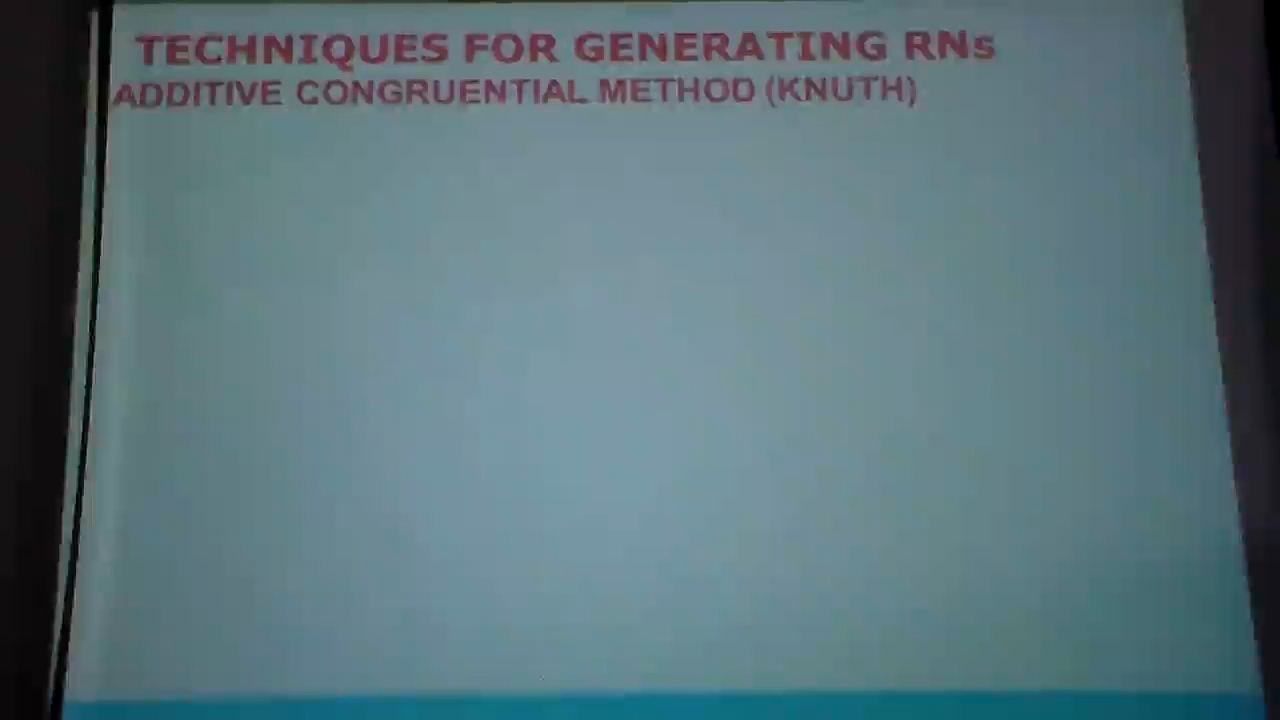 TECHNIQUES FOR GENERATING RNs
ADDITIVE CONGRUENTIAL METHOD (KNUTH)